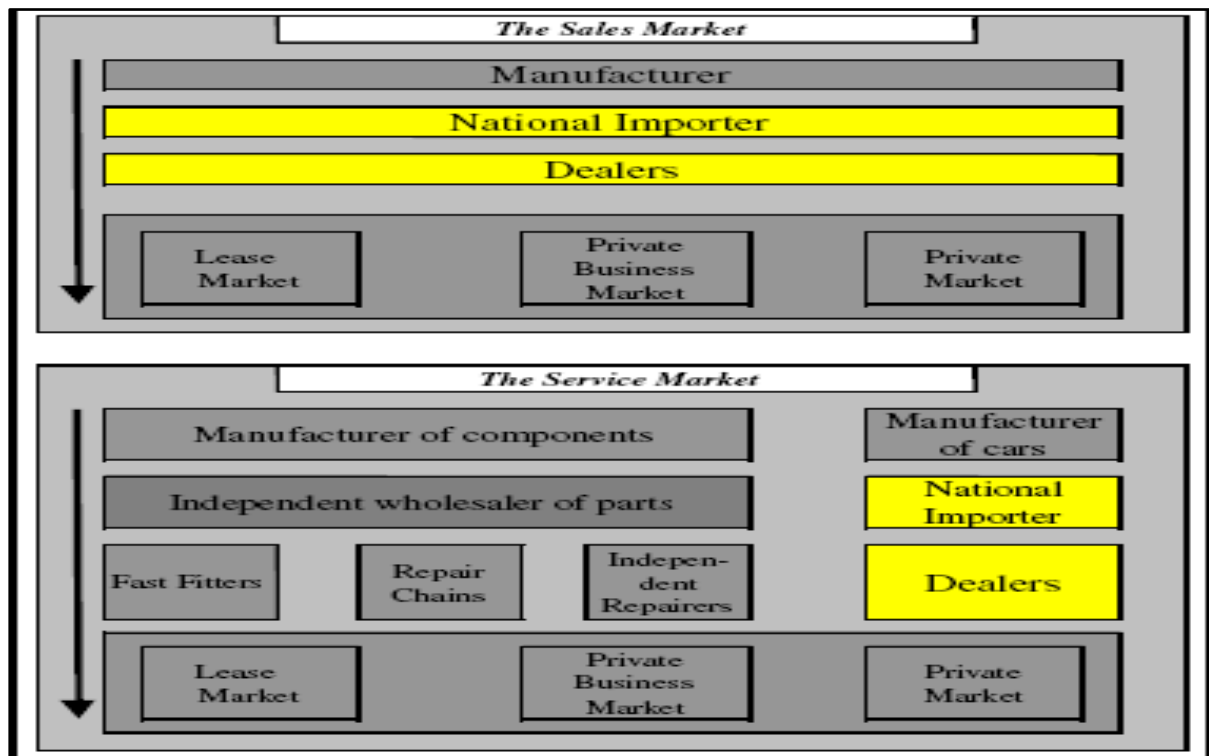 The Sales Market
Manufacturer
National Importer
Dealers
Lease
Market
Private
Business
Market
Private
Market
The Service Market
Manufacturer of components
Manufacturer
of cars
Independent wholesaler of parts
National
Importer
Fast Fitters
Repair
Chains
Indepen-
dent
Repairers
Dealers
Lease
Market
Private
Business
Market
Private
Market